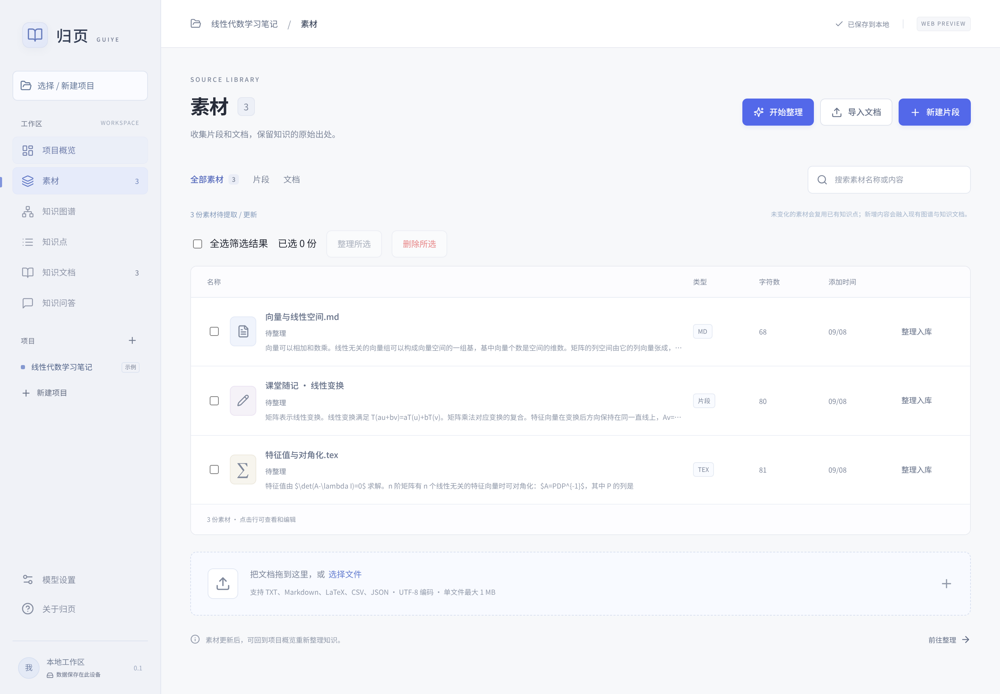 归页 GUIYE
选择 / 新建项目
工作区 WORKSPACE
项目概览
素材 3
知识图谱
知识点
知识文档 3
知识问答
项目
线性代数学习笔记 示例
新建项目
模型设置
关于归页
我 本地工作区 0.1
数据保存在此设备
线性代数学习笔记 / 素材
已保存到本地 WEB PREVIEW
SOURCE LIBRARY
素材 3
收集片段和文档，保留知识的原始出处。
开始整理 导入文档 新建片段
全部素材 3 片段 文档
搜索素材名称或内容
3 份素材待提取 / 更新
未变化的素材会复用已有知识点；新增内容会融入现有图谱与知识文档。
全选筛选结果 已选 0 份 整理所选 删除所选
名称 类型 字符数 添加时间
向量与线性空间.md
待整理
向量可以相加和数乘。线性无关的向量组可以构成向量空间的一组基，基中向量个数是空间的维数。矩阵的列空间由它的列向量张成，…
MD 68 09/08 整理入库
课堂随记 · 线性变换
待整理
矩阵表示线性变换。线性变换满足 T(au+bv)=aT(u)+bT(v)。矩阵乘法对应变换的复合。特征向量在变换后方向保持在同一直线上，Av=…
片段 80 09/08 整理入库
∑ 特征值与对角化.tex
待整理
特征值由 $\det(A-\lambda I)=0$ 求解。n 阶矩阵有 n 个线性无关的特征向量时可对角化：$A=PDP^{-1}$，其中 P 的列是
TEX 81 09/08 整理入库
3 份素材 · 点击行可查看和编辑
把文档拖到这里，或 选择文件
支持 TXT、Markdown、LaTeX、CSV、JSON · UTF-8 编码 · 单文件最大 1 MB
素材更新后，可回到项目概览重新整理知识。
前往整理